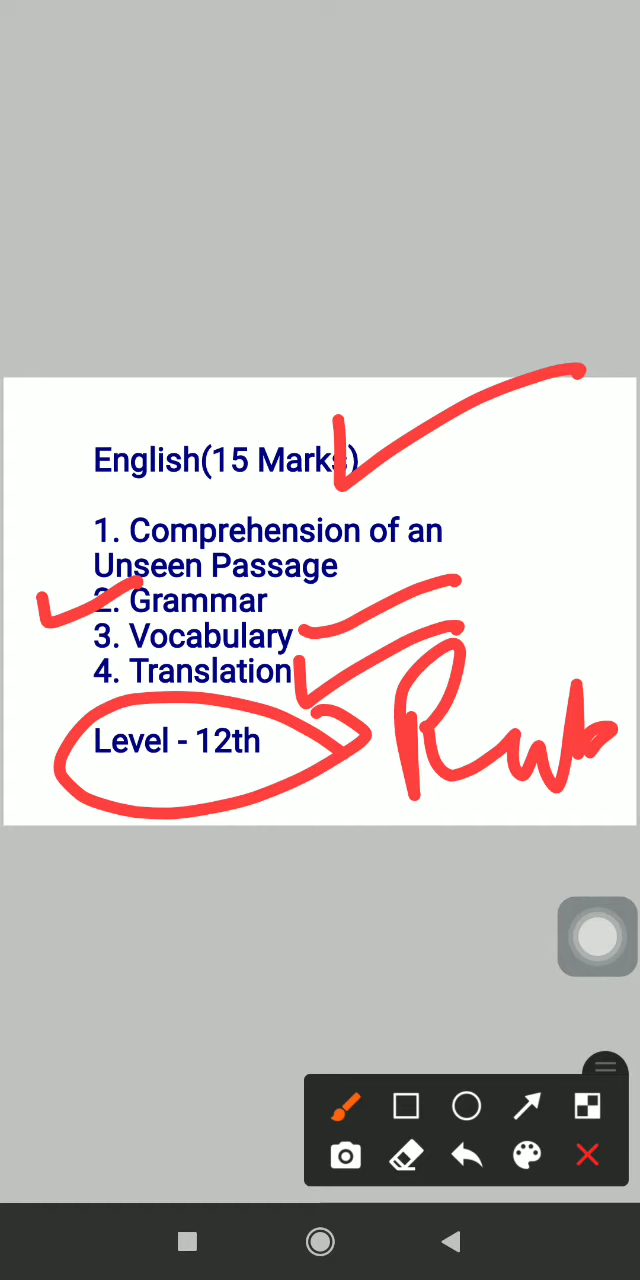 English(15 Marks)
1. Comprehension of an
Unseen Passage
2. Grammar
3. Vocabulary
4. Translation
Level - 12th